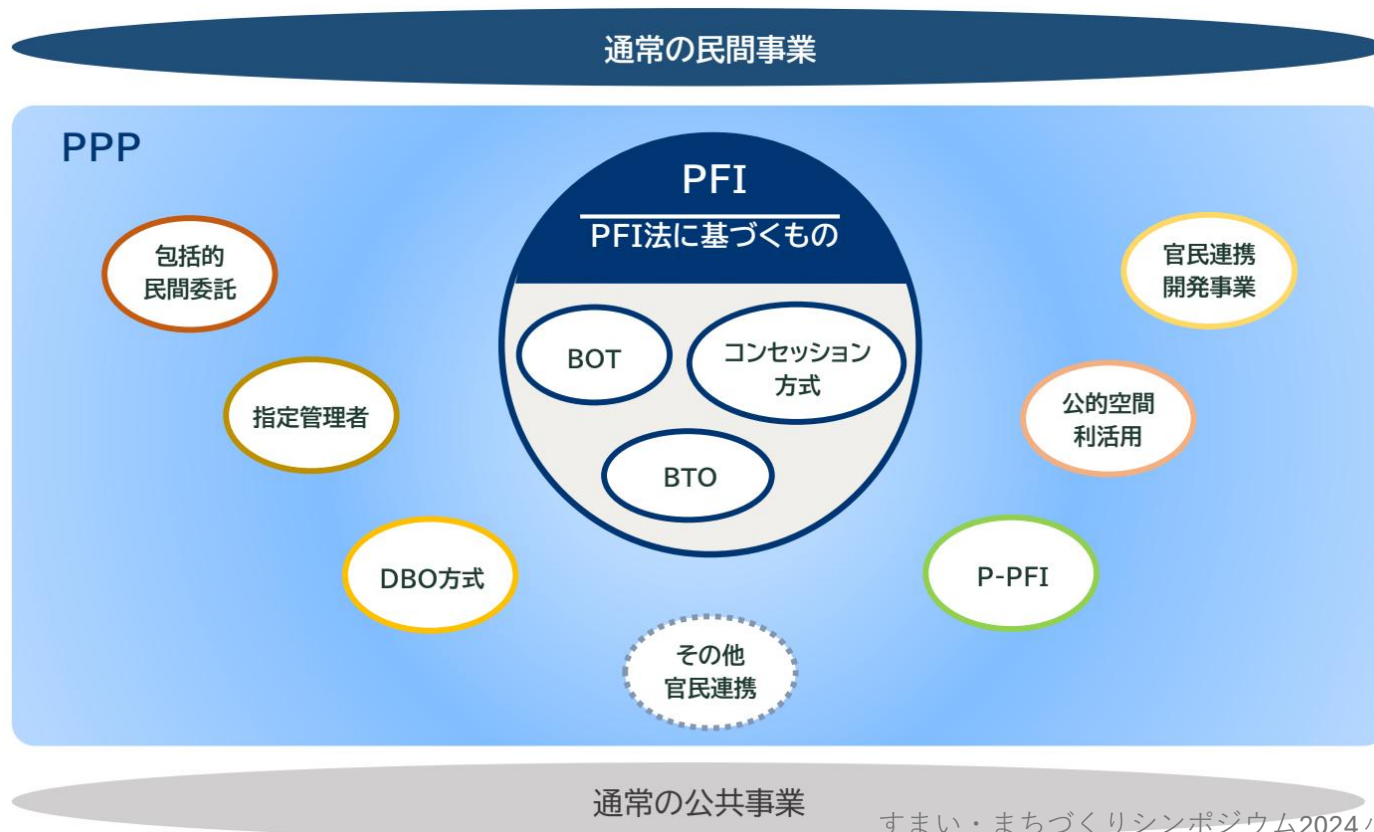 通常の民間事業
PPP
PFI
PFI法に基づくもの
包括的
民間委託
官民連携
開発事業
BOT
コンセッション
方式
指定管理者
公的空間
利活用
BTO
DBO方式
P-PFI
その他
官民連携
通常の公共事業
すまい・まちづくりシンポジウム2024